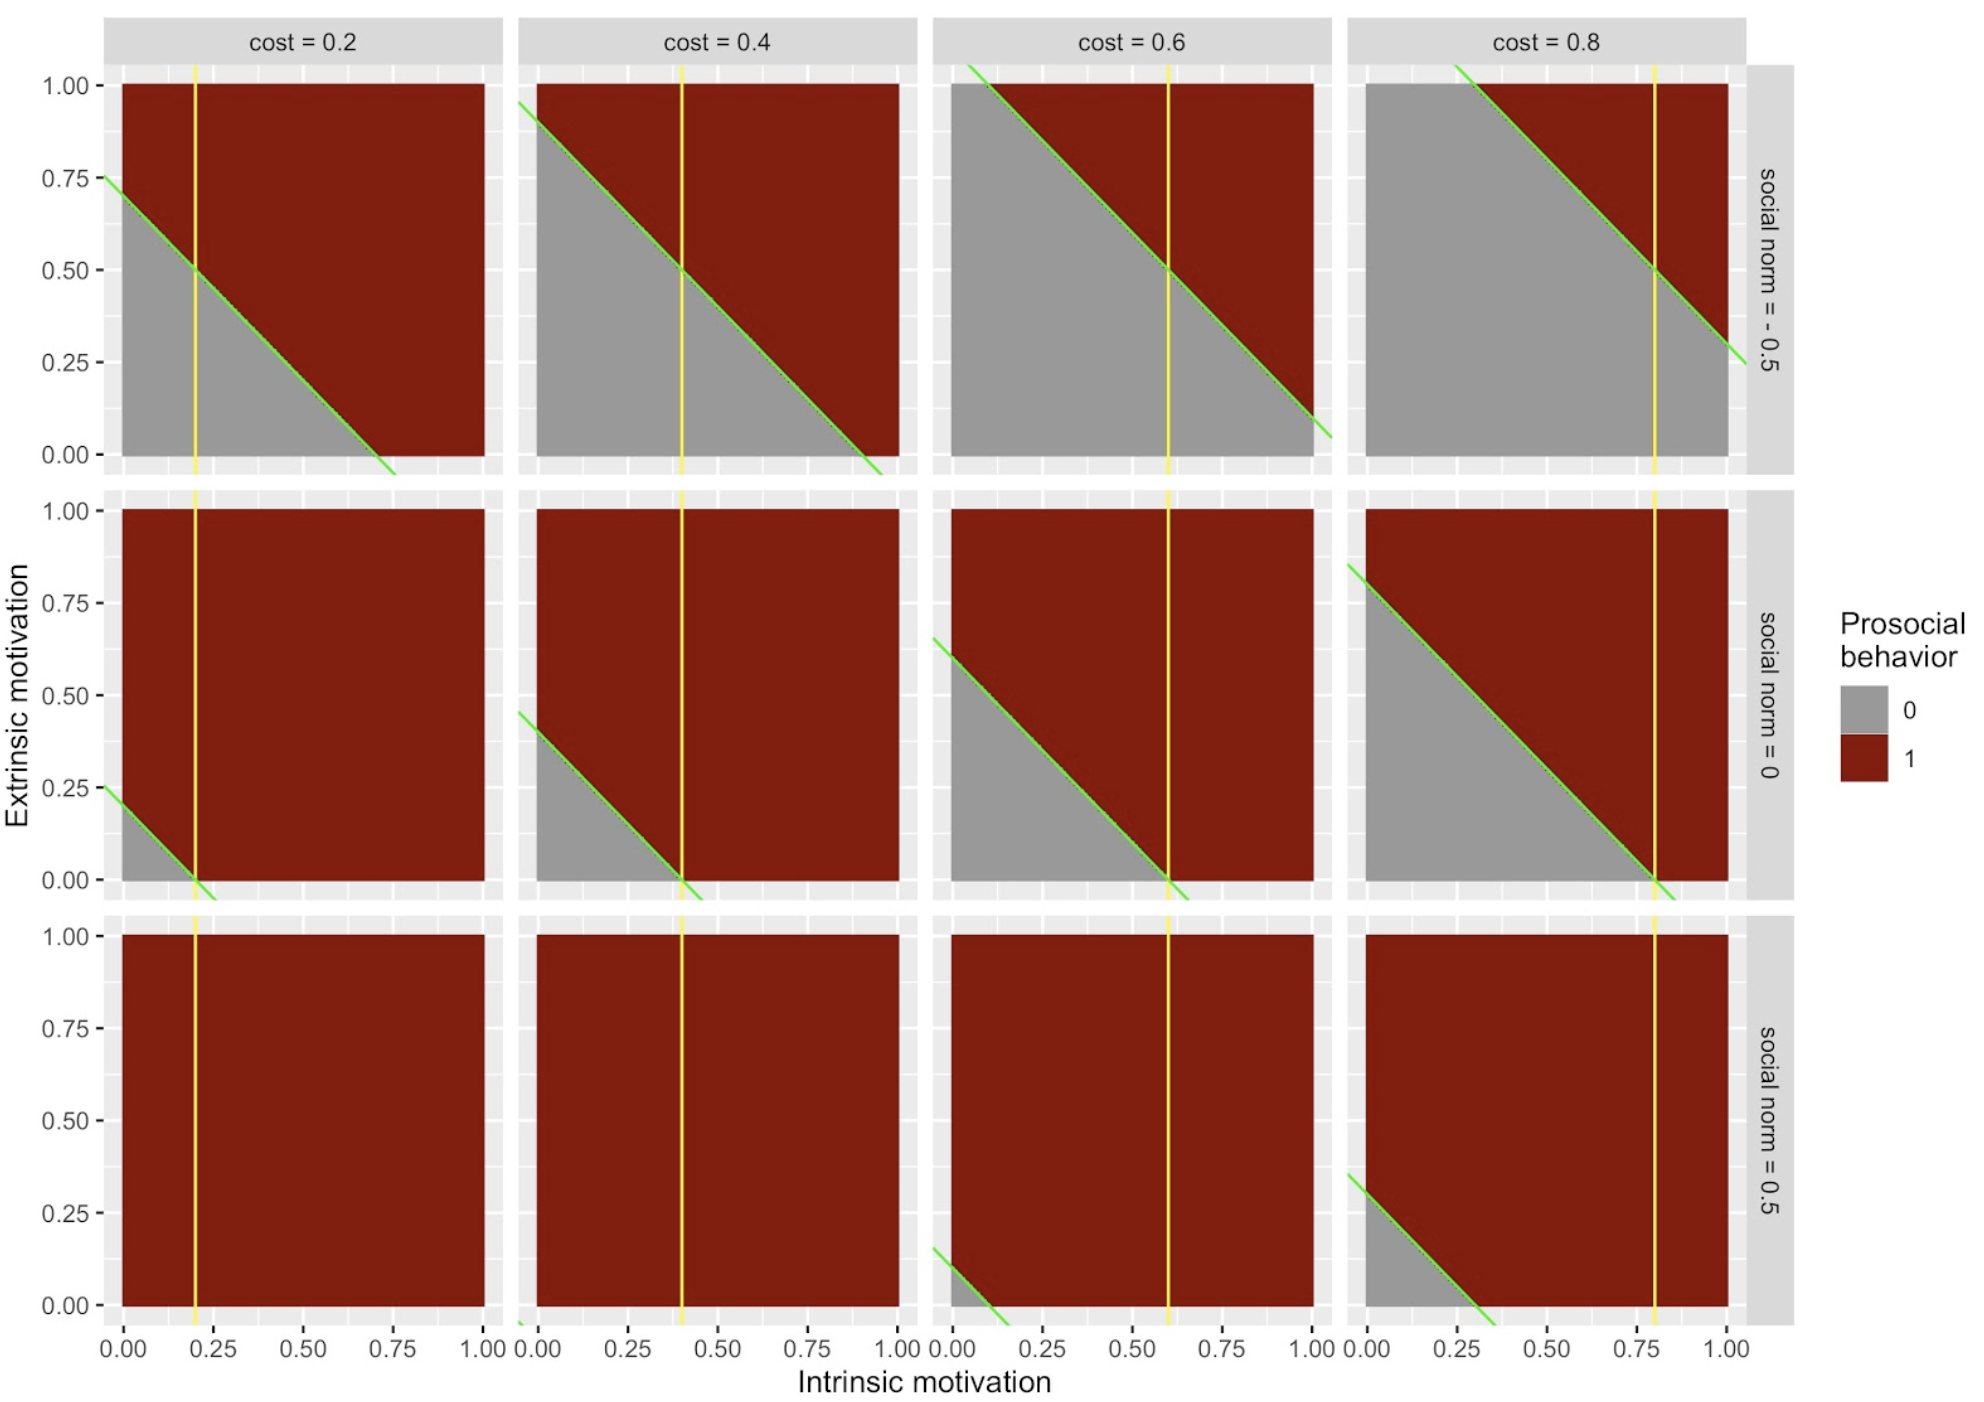 cost = 0.2
cost = 0.4
cost = 0.6
cost = 0.8
1.00
0.75
0.50
0.25
0.00
social norm = - 0.5
1.00
0.75
0.50
0.25
0.00
social norm = 0
1.00
0.75
0.50
0.25
0.00
social norm = 0.5
Extrinsic motivation
0.00 0.25 0.50 0.75 1.00
0.00 0.25 0.50 0.75 1.00
0.00 0.25 0.50 0.75 1.00
0.00 0.25 0.50 0.75 1.00
Intrinsic motivation
Prosocial
behavior
0
1